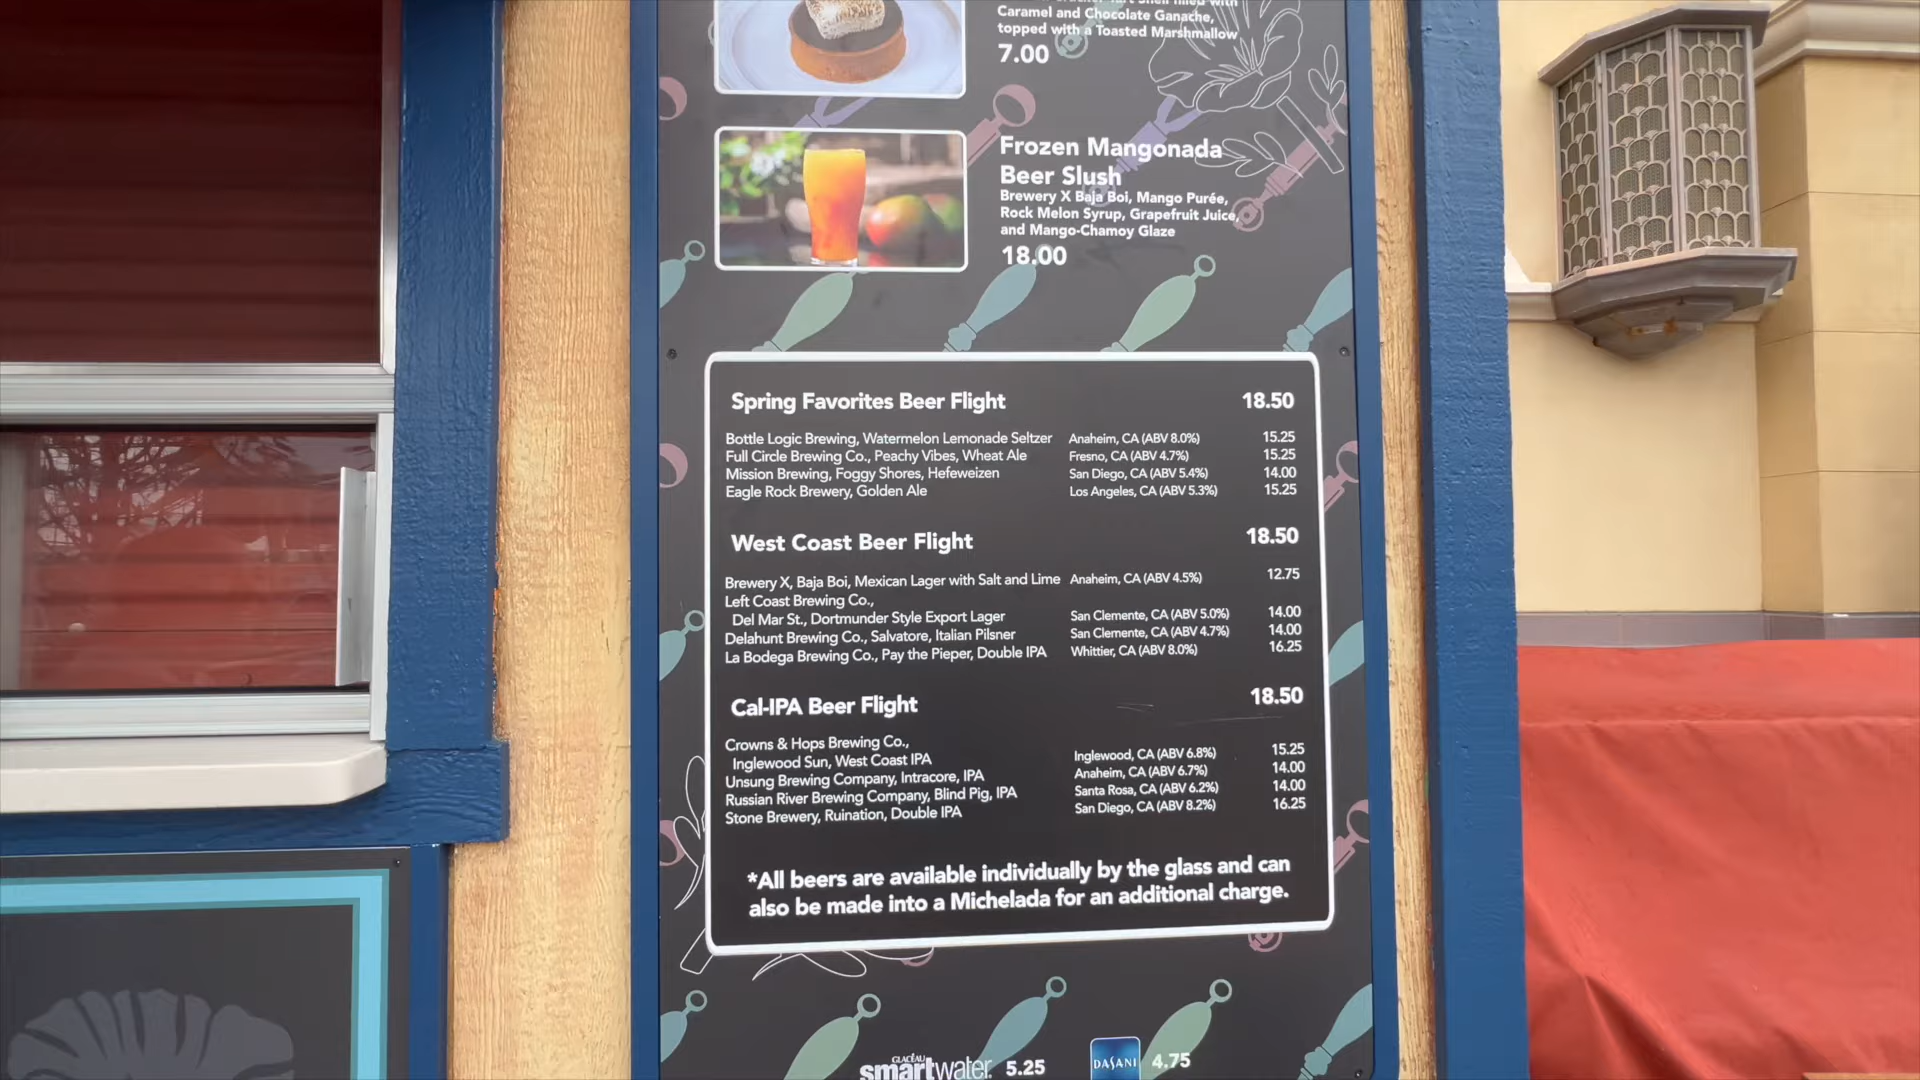 Caramel and Chocolate Ganache,
topped with a Toasted Marshmallow
7.00
Frozen Mangonada
Beer Slush
Brewery X Baja Boi, Mango Purée,
Rock Melon Syrup, Grapefruit Juice,
and Mango-Chamoy Glaze
18.00
Spring Favorites Beer Flight 18.50
Bottle Logic Brewing, Watermelon Lemonade Seltzer Anaheim, CA (ABV 8.0%) 15.25
Full Circle Brewing Co., Peachy Vibes, Wheat Ale Fresno, CA (ABV 4.7%) 15.25
Mission Brewing, Foggy Shores, Hefeweizen San Diego, CA (ABV 5.4%) 14.00
Eagle Rock Brewery, Golden Ale Los Angeles, CA (ABV 5.3%) 15.25
West Coast Beer Flight 18.50
Brewery X, Baja Boi, Mexican Lager with Salt and Lime Anaheim, CA (ABV 4.5%) 12.75
Left Coast Brewing Co.,
Del Mar St., Dortmunder Style Export Lager San Clemente, CA (ABV 5.0%) 14.00
Delahunt Brewing Co., Salvatore, Italian Pilsner San Clemente, CA (ABV 4.7%) 14.00
La Bodega Brewing Co., Pay the Pieper, Double IPA Whittier, CA (ABV 8.0%) 16.25
Cal-IPA Beer Flight 18.50
Crowns & Hops Brewing Co.,
Inglewood Sun, West Coast IPA Inglewood, CA (ABV 6.8%) 15.25
Unsung Brewing Company, Intracore, IPA Anaheim, CA (ABV 6.7%) 14.00
Russian River Brewing Company, Blind Pig, IPA Santa Rosa, CA (ABV 6.2%) 14.00
Stone Brewery, Ruination, Double IPA San Diego, CA (ABV 8.2%) 16.25
*All beers are available individually by the glass and can
also be made into a Michelada for an additional charge.
GLACÉAU
smartwater 5.25 DASANI 4.75